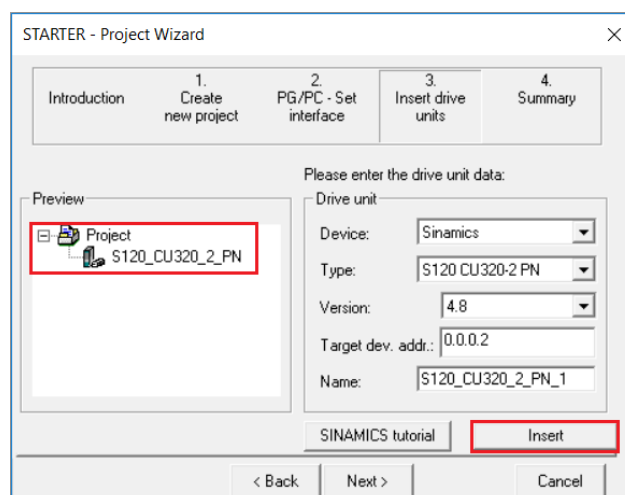 STARTER - Project Wizard
Introduction
1.
Create
new project
2.
PG/PC - Set
interface
3.
Insert drive
units
4.
Summary
Please enter the drive unit data:
Preview
Project
S120_CU320_2_PN
Drive unit
Device: Sinamics
Type: S120 CU320-2 PN
Version: 4.8
Target dev. addr.: 0.0.0.2
Name: S120_CU320_2_PN_1
SINAMICS tutorial
Insert
< Back
Next >
Cancel